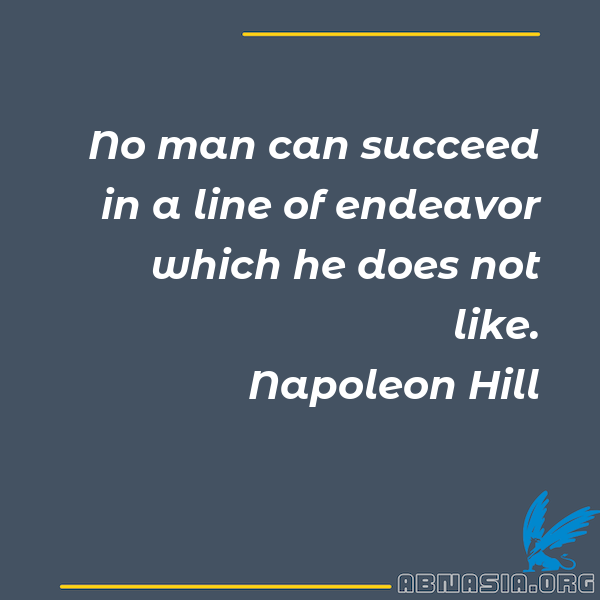 No man can succeed
in a line of endeavor
which he does not
like.
Napoleon Hill
ABNASIA.ORG